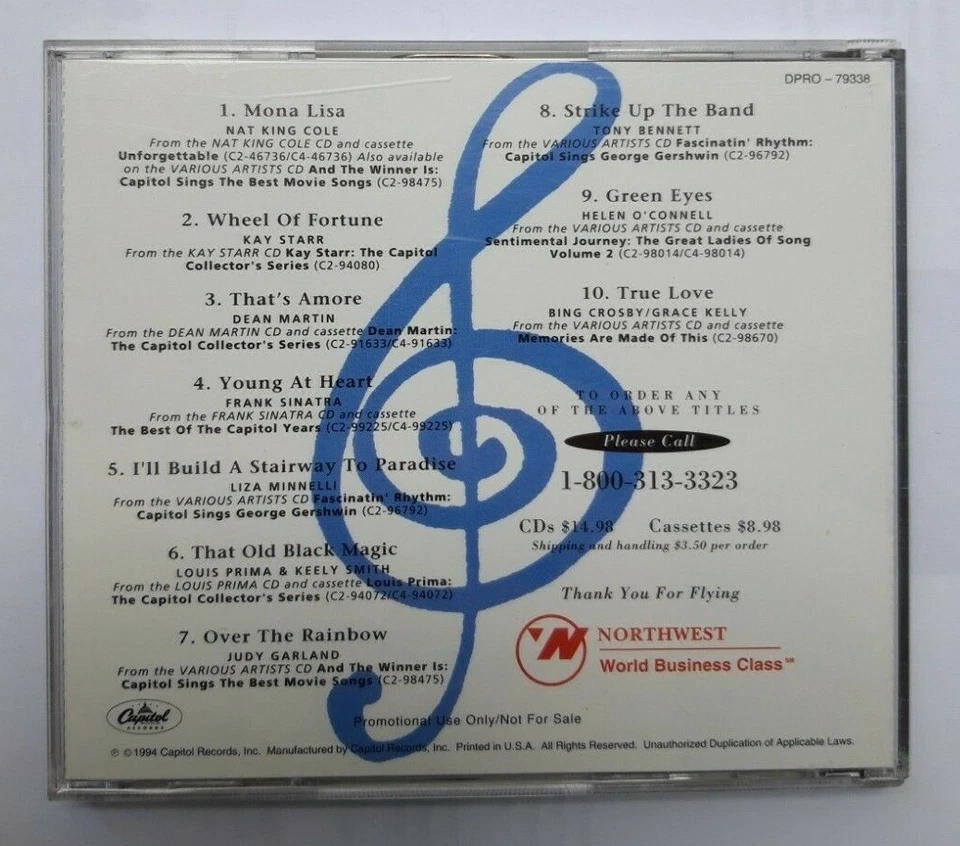 DPRO – 79338
1. Mona Lisa
NAT KING COLE
From the NAT KING COLE CD and cassette
Unforgettable (C2-46736/C4-46736) Also available
on the VARIOUS ARTISTS CD And The Winner Is:
Capitol Sings The Best Movie Songs (C2-98475)
2. Wheel Of Fortune
KAY STARR
From the KAY STARR CD Kay Starr: The Capitol
Collector's Series (C2-94080)
3. That's Amore
DEAN MARTIN
From the DEAN MARTIN CD and cassette Dean Martin:
The Capitol Collector's Series (C2-91633/C4-91633)
4. Young At Heart
FRANK SINATRA
From the FRANK SINATRA CD and cassette
The Best Of The Capitol Years (C2-99225/C4-99225)
5. I'll Build A Stairway To Paradise
LIZA MINNELLI
From the VARIOUS ARTISTS CD Fascinatin' Rhythm:
Capitol Sings George Gershwin (C2-96792)
6. That Old Black Magic
LOUIS PRIMA & KEELY SMITH
From the LOUIS PRIMA CD and cassette Louis Prima:
The Capitol Collector's Series (C2-94072/C4-94072)
7. Over The Rainbow
JUDY GARLAND
From the VARIOUS ARTISTS CD And The Winner Is:
Capitol Sings The Best Movie Songs (C2-98475)
8. Strike Up The Band
TONY BENNETT
From the VARIOUS ARTISTS CD Fascinatin' Rhythm:
Capitol Sings George Gershwin (C2-96792)
9. Green Eyes
HELEN O'CONNELL
From the VARIOUS ARTISTS CD and cassette
Sentimental Journey: The Great Ladies Of Song
Volume 2 (C2-98014/C4-98014)
10. True Love
BING CROSBY/GRACE KELLY
From the VARIOUS ARTISTS CD and cassette
Memories Are Made Of This (C2-98670)
TO ORDER ANY
OF THE ABOVE TITLES
Please Call
1-800-313-3323
CDs $14.98 Cassettes $8.98
Shipping and handling $3.50 per order
Thank You For Flying
NORTHWEST
World Business Class℠
Capitol
RECORDS
Promotional Use Only/Not For Sale
℗ © 1994 Capitol Records, Inc. Manufactured by Capitol Records, Inc. Printed in U.S.A. All Rights Reserved. Unauthorized Duplication of Applicable Laws.